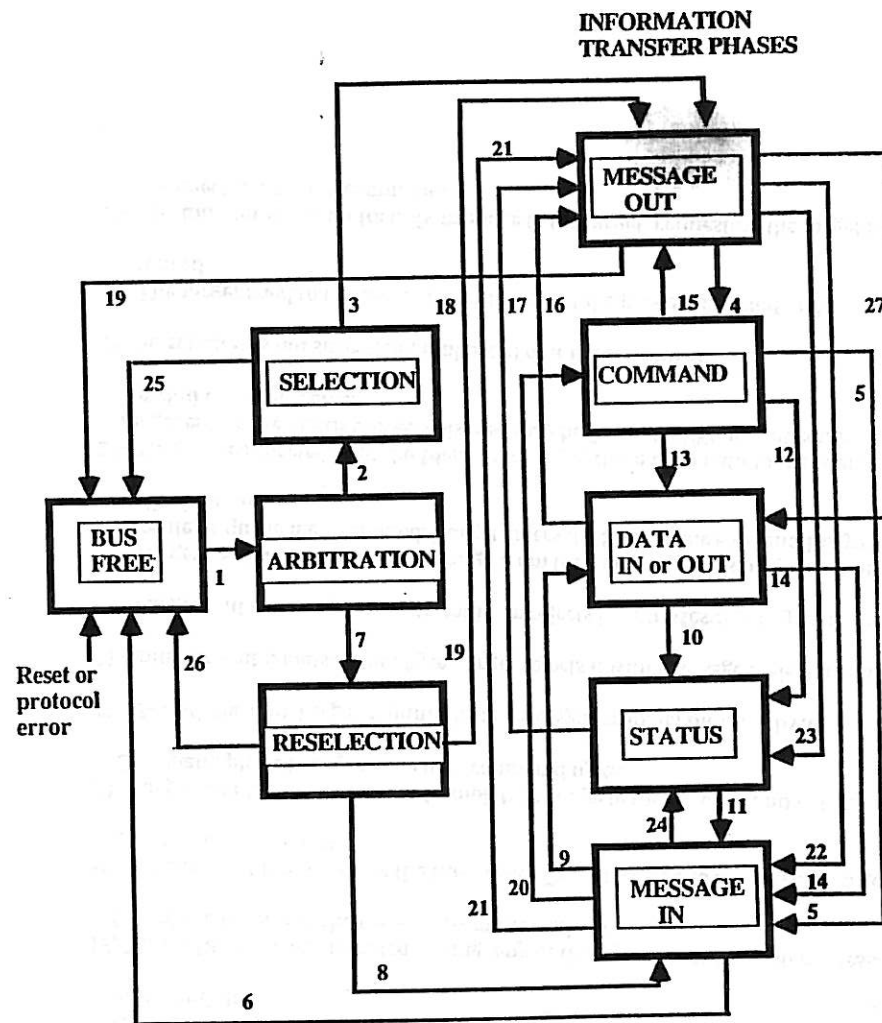 INFORMATION
TRANSFER PHASES
21
MESSAGE
OUT
19
3
18
17
16
15
4
27
25
SELECTION
COMMAND
5
2
13
12
BUS
FREE
1
ARBITRATION
DATA
IN or OUT
14
7
19
10
26
Reset or
protocol
error
RESELECTION
STATUS
23
24
11
9
22
20
MESSAGE
IN
14
21
5
8
6